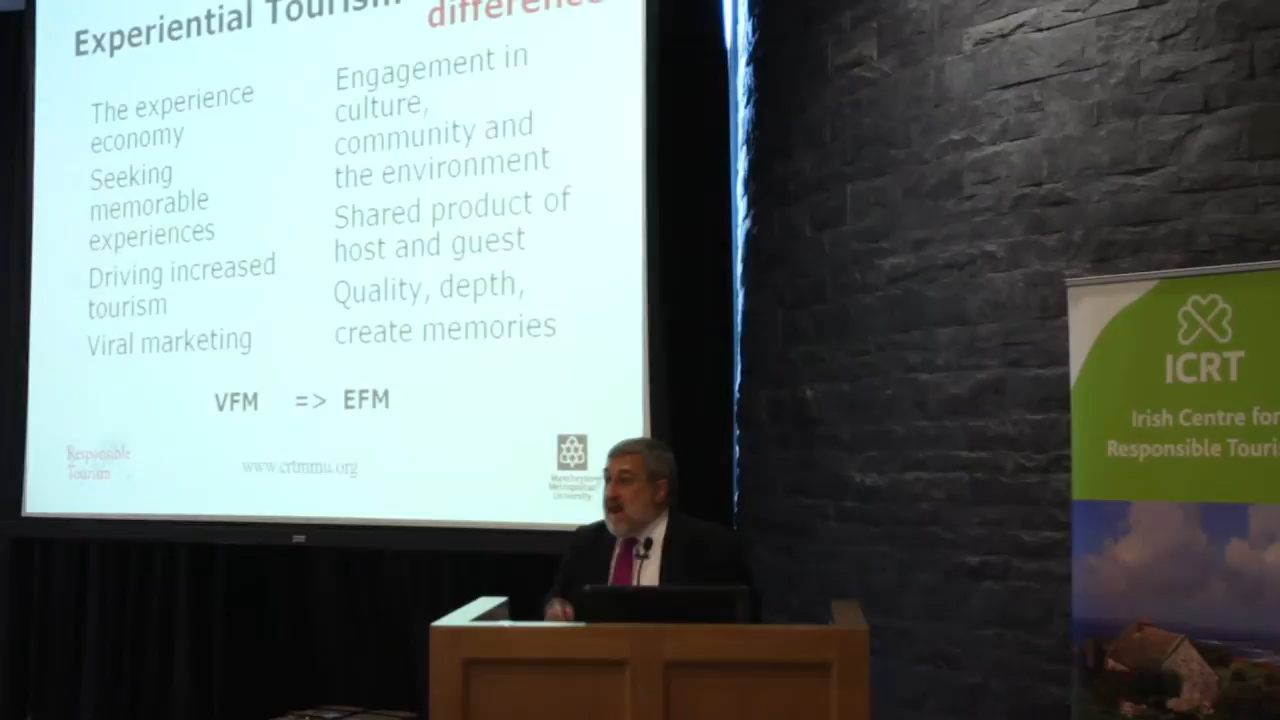 Experiential Tourism
difference
The experience
economy
Seeking
memorable
experiences
Driving increased
tourism
Viral marketing
Engagement in
culture,
community and
the environment
Shared product of
host and guest
Quality, depth,
create memories
VFM => EFM
Responsible
Tourism
www.crtmmu.org
Manchester
Metropolitan
University
ICRT
Irish Centre for
Responsible Touri